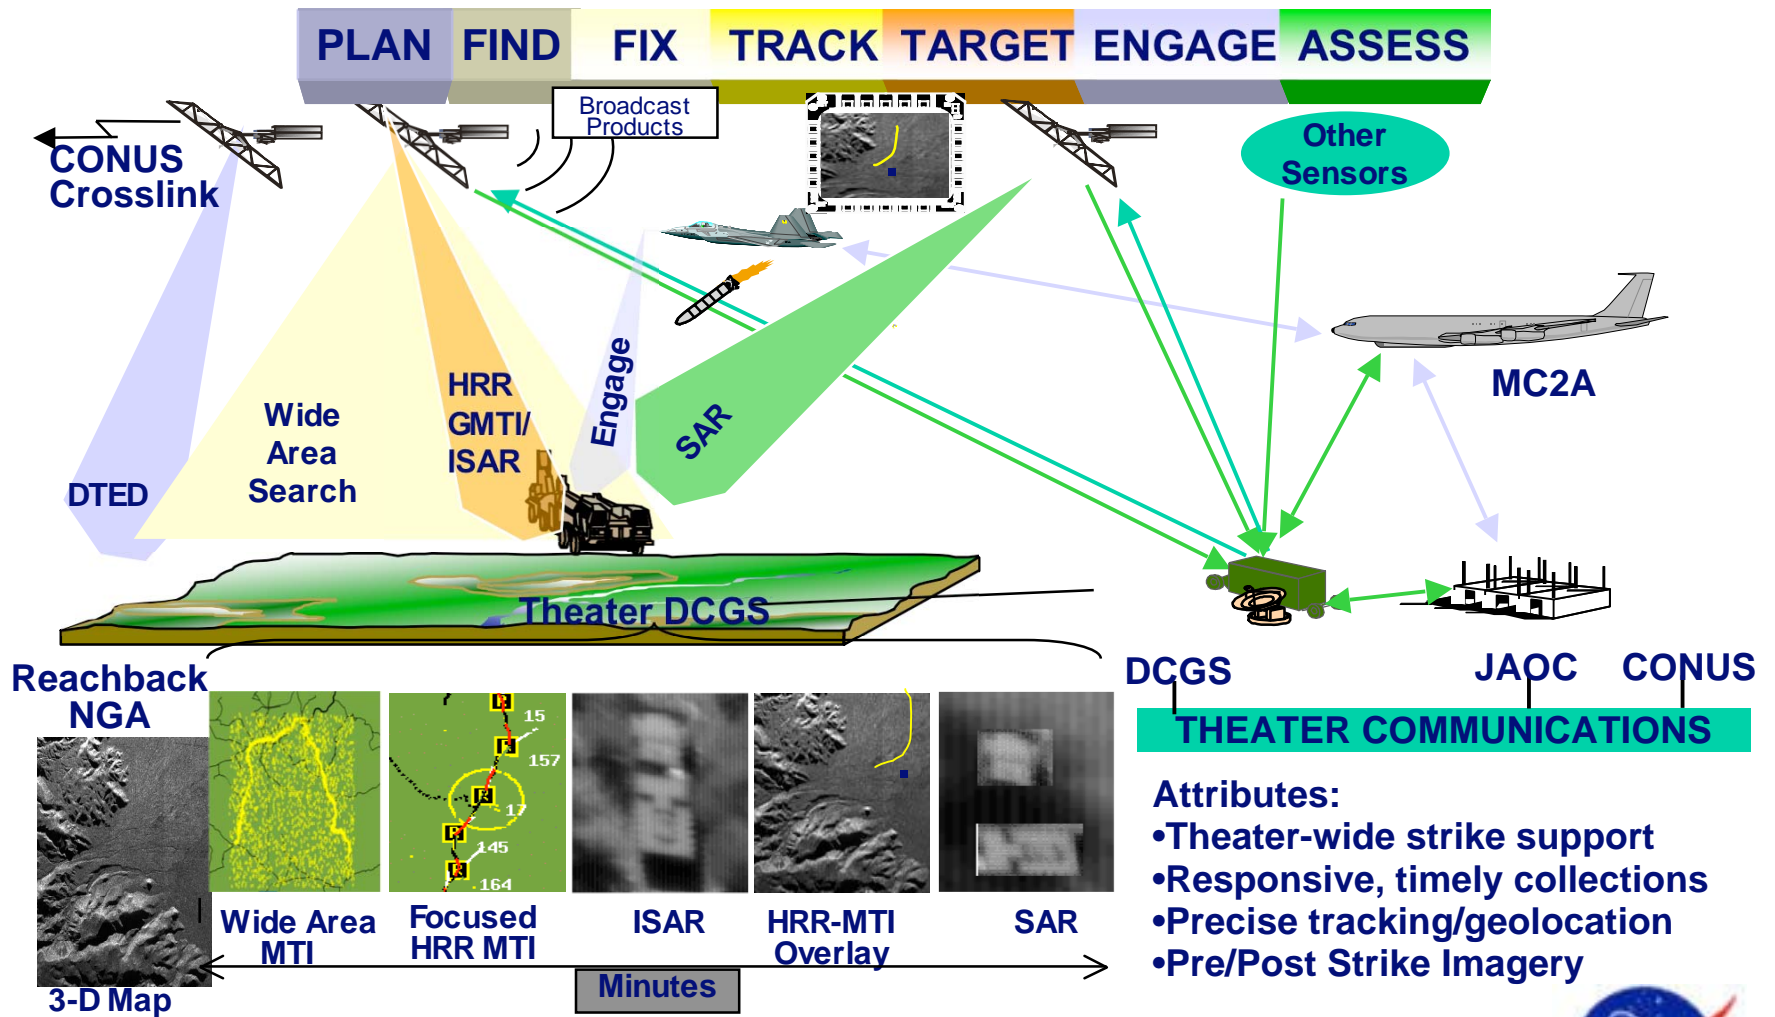 PLAN FIND FIX TRACK TARGET ENGAGE ASSESS
Broadcast
Products
Other
Sensors
CONUS
Crosslink
MC2A
HRR
GMTI/
ISAR
Engage
SAR
Wide
Area
Search
DTED
Theater DCGS
Reachback
NGA
DCGS JAOC CONUS
THEATER COMMUNICATIONS
15
157
17
145
164
Wide Area
MTI
Focused
HRR MTI
ISAR
HRR-MTI
Overlay
SAR
Minutes
3-D Map
Attributes:
•Theater-wide strike support
•Responsive, timely collections
•Precise tracking/geolocation
•Pre/Post Strike Imagery